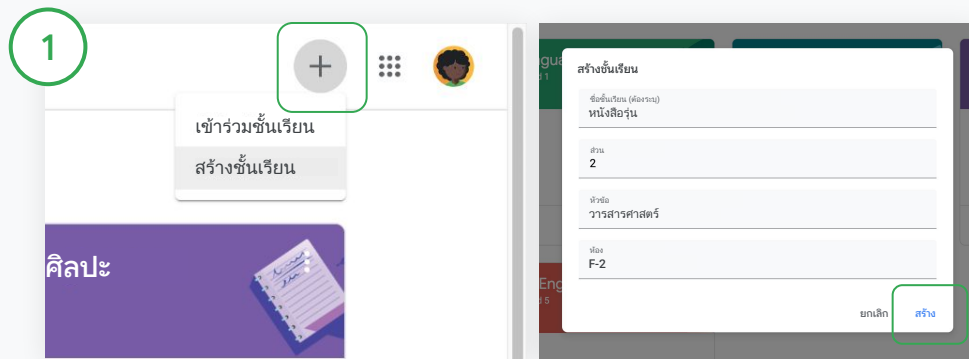 1
เข้าร่วมชั้นเรียน
สร้างชั้นเรียน
ศิลปะ
สร้างชั้นเรียน
ชื่อชั้นเรียน (ต้องระบุ)
หนังสือรุ่น
ส่วน
2
หัวข้อ
วารสารศาสตร์
ห้อง
F-2
ยกเลิก
สร้าง